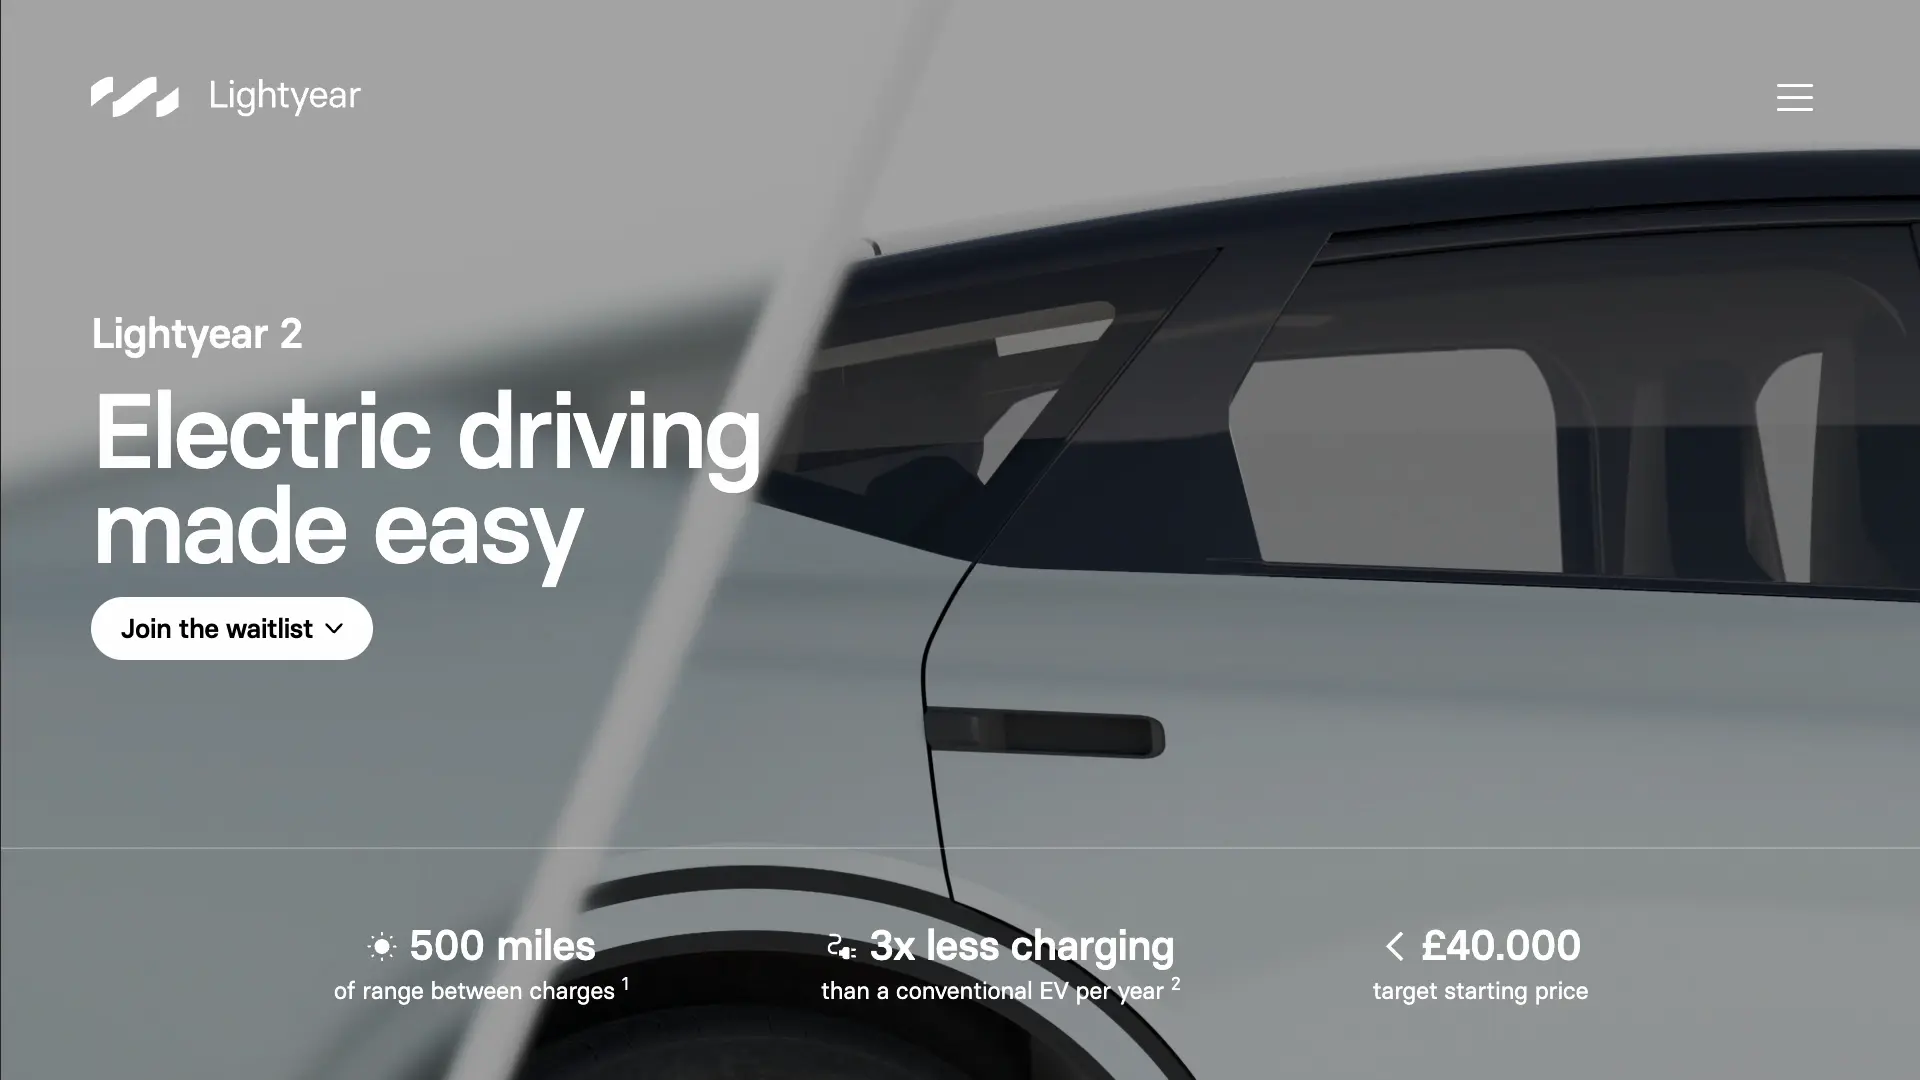 Lightyear
Lightyear 2
Electric driving
made easy
Join the waitlist
500 miles
of range between charges 1
3x less charging
than a conventional EV per year 2
< £40.000
target starting price